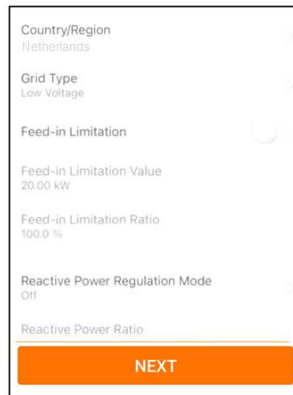 Country/Region
Netherlands
Grid Type
Low Voltage
Feed-in Limitation
Feed-in Limitation Value
20.00 kW
Feed-in Limitation Ratio
100.0 %
Reactive Power Regulation Mode
Off
Reactive Power Ratio
NEXT